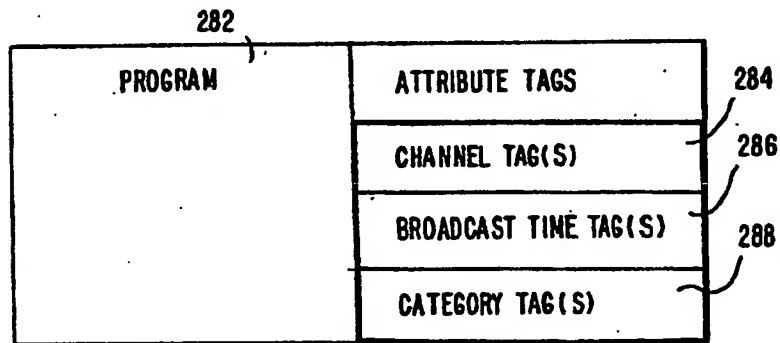 282
PROGRAM
ATTRIBUTE TAGS
284
CHANNEL TAG(S)
286
BROADCAST TIME TAG(S)
288
CATEGORY TAG(S)